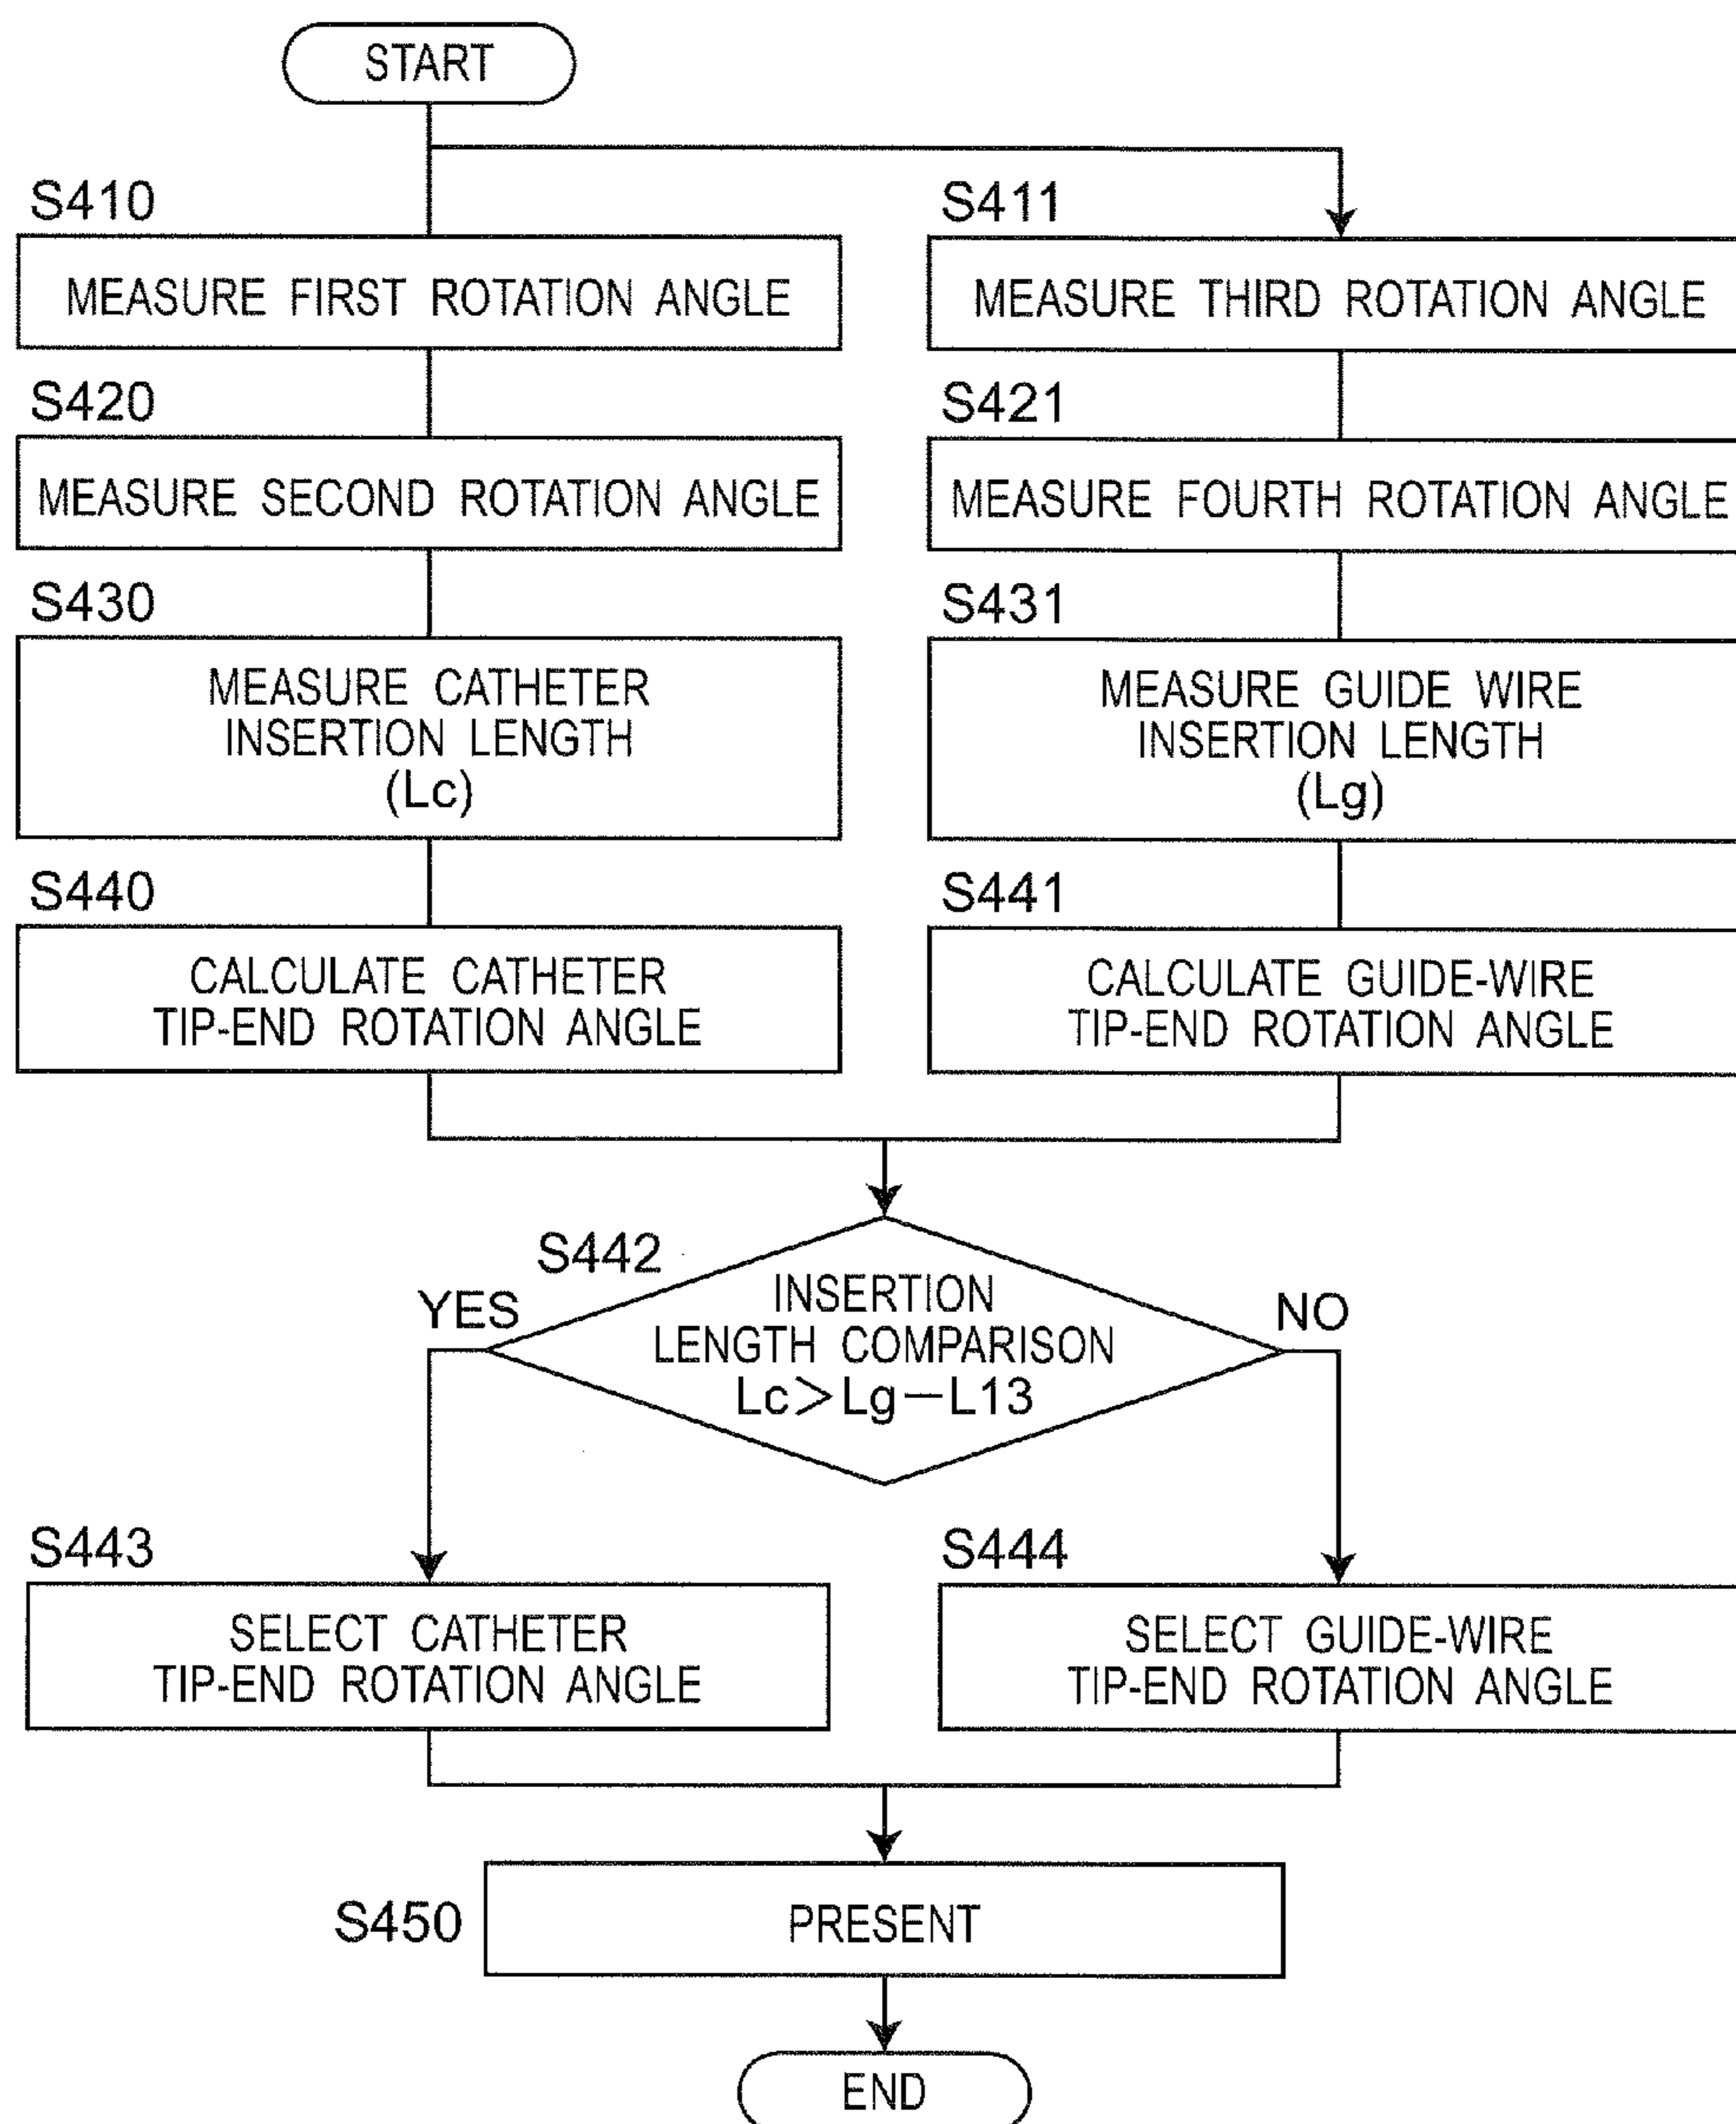 START
S410
MEASURE FIRST ROTATION ANGLE
S411
MEASURE THIRD ROTATION ANGLE
S420
MEASURE SECOND ROTATION ANGLE
S421
MEASURE FOURTH ROTATION ANGLE
S430
MEASURE CATHETER
INSERTION LENGTH
(Lc)
S431
MEASURE GUIDE WIRE
INSERTION LENGTH
(Lg)
S440
CALCULATE CATHETER
TIP-END ROTATION ANGLE
S441
CALCULATE GUIDE-WIRE
TIP-END ROTATION ANGLE
S442
INSERTION
LENGTH COMPARISON
Lc>Lg-L13
YES
NO
S443
SELECT CATHETER
TIP-END ROTATION ANGLE
S444
SELECT GUIDE-WIRE
TIP-END ROTATION ANGLE
S450
PRESENT
END